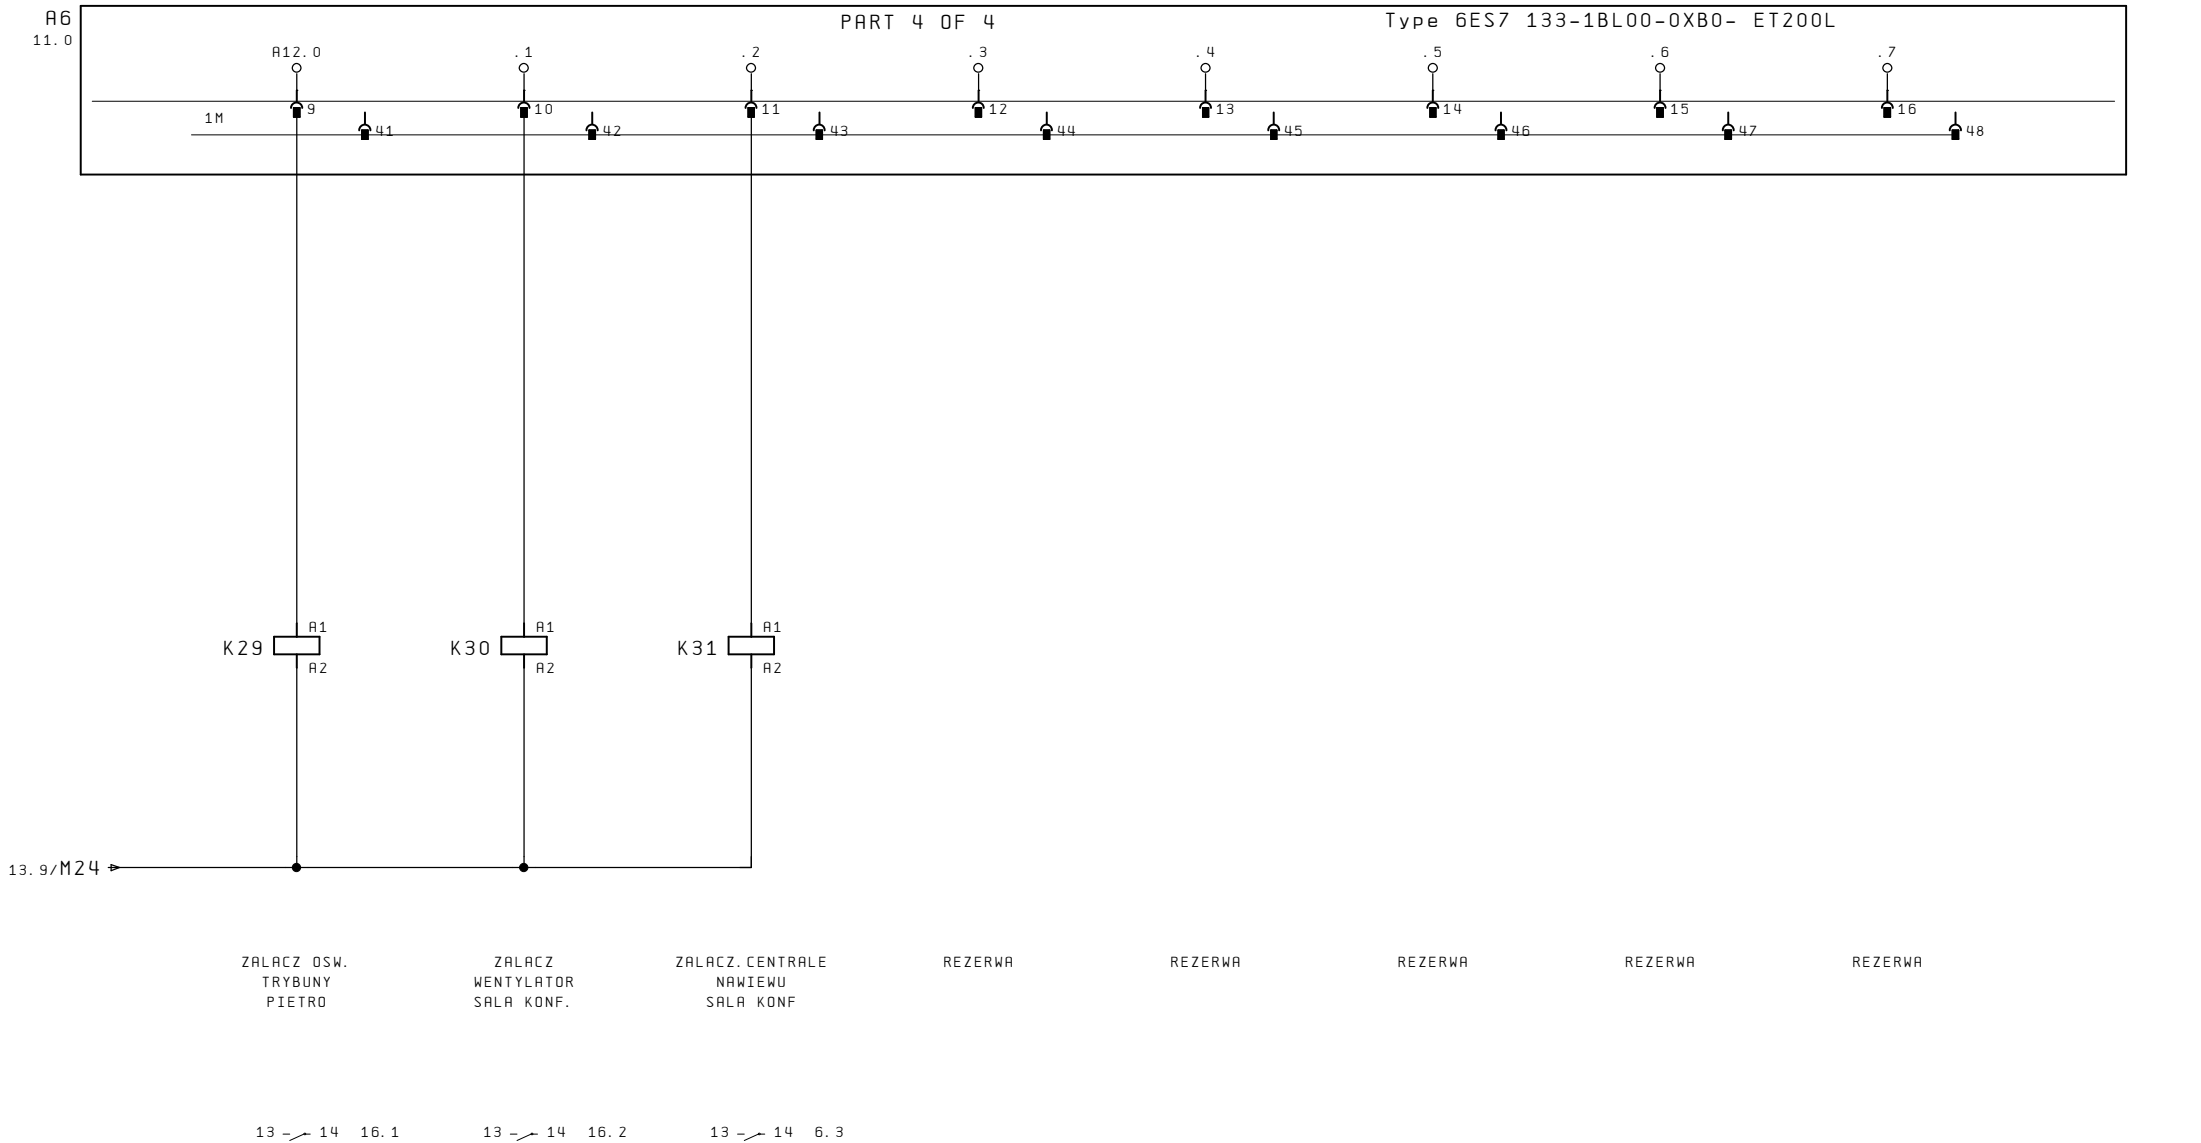 A6 PART 4 OF 4 Type 6ES7 133-1BL00-0XB0- ET200L
11.0
A12.0 .1 .2 .3 .4 .5 .6 .7
9 10 11 12 13 14 15 16
1M
41 42 43 44 45 46 47 48
A1 A1 A1
K29 K30 K31
A2 A2 A2
13.9/M24
ZALACZ OSW. ZALACZ ZALACZ.CENTRALE REZERWA REZERWA REZERWA REZERWA REZERWA
TRYBUNY WENTYLATOR NAWIEWU
PIETRO SALA KONF. SALA KONF
13 14 16.1 13 14 16.2 13 14 6.3